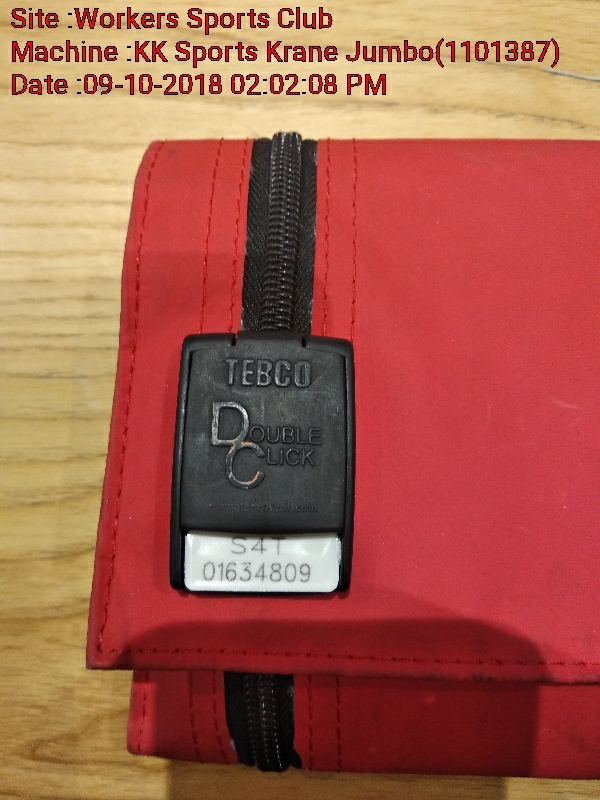 Site :Workers Sports Club
Machine :KK Sports Krane Jumbo(1101387)
Date :09-10-2018 02:02:08 PM
TEBCO
DOUBLE
CLICK
S4T
01634809